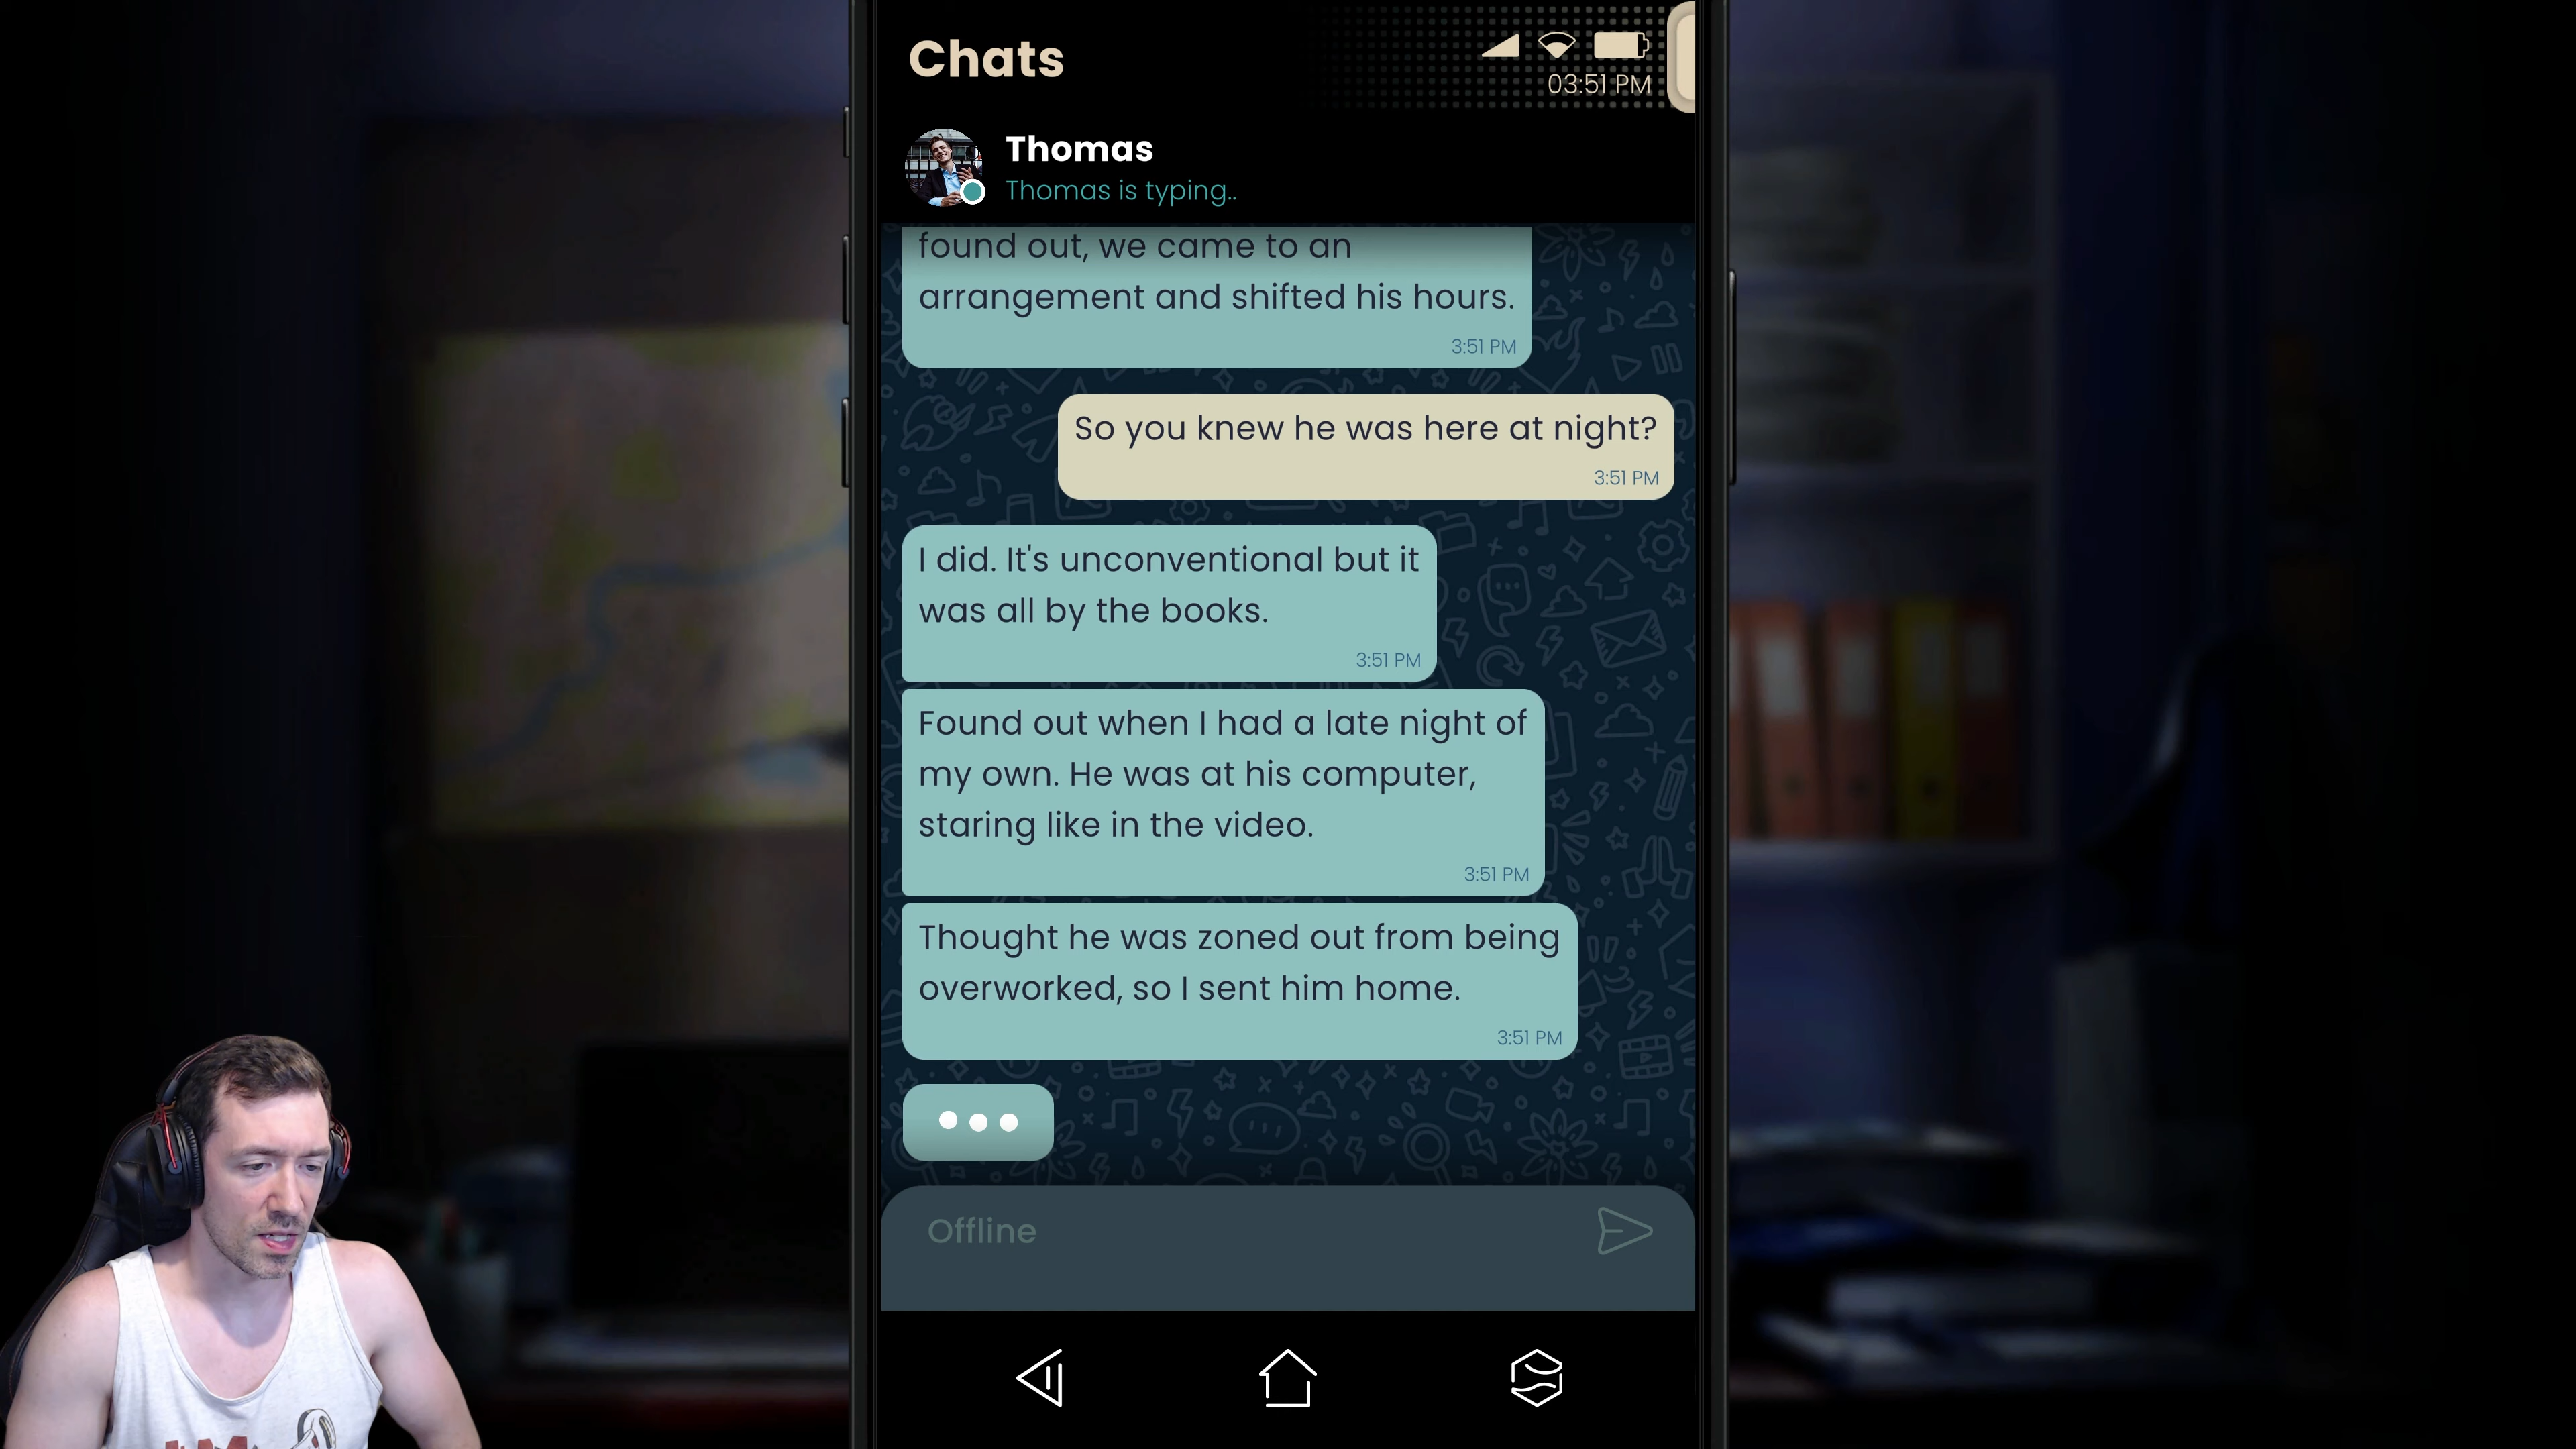 Chats
03:51 PM
Thomas
Thomas is typing..
found out, we came to an
arrangement and shifted his hours.
3:51 PM
So you knew he was here at night?
3:51 PM
I did. It's unconventional but it
was all by the books.
3:51 PM
Found out when I had a late night of
my own. He was at his computer,
staring like in the video.
3:51 PM
Thought he was zoned out from being
overworked, so I sent him home.
3:51 PM
Offline